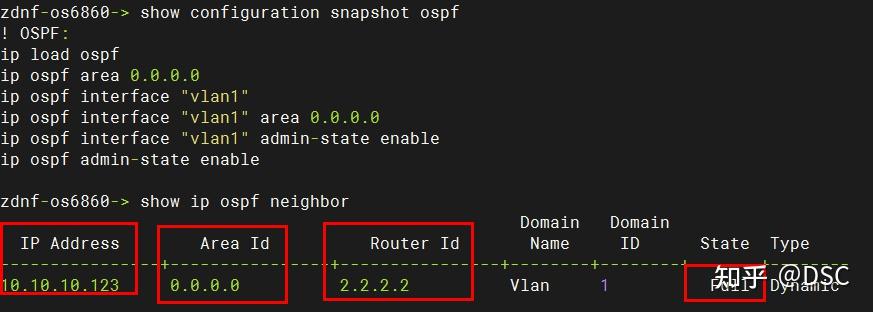 zdnf-os6860-> show configuration snapshot ospf
! OSPF:
ip load ospf
ip ospf area 0.0.0.0
ip ospf interface "vlan1"
ip ospf interface "vlan1" area 0.0.0.0
ip ospf interface "vlan1" admin-state enable
ip ospf admin-state enable
zdnf-os6860-> show ip ospf neighbor
Domain Domain
IP Address Area Id Router Id Name ID State Type
----------------+----------------+----------------+--------+--------+--------+--------
10.10.10.123 0.0.0.0 2.2.2.2 Vlan 1 Full Dynamic
知乎 @DSC